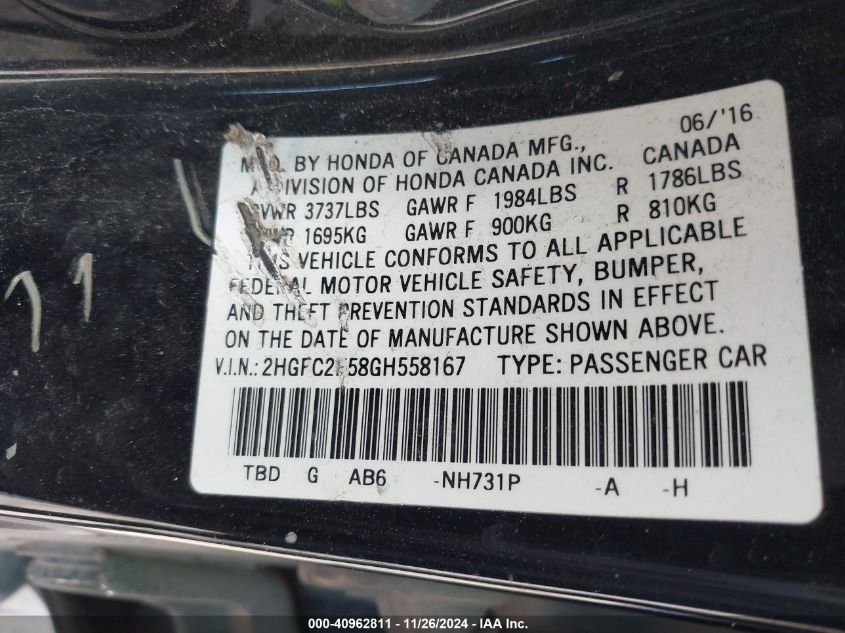 06/'16
BY HONDA OF CANADA MFG., CANADA
A DIVISION OF HONDA CANADA INC.
3737LBS GAWR F 1984LBS R 1786LBS
1695KG GAWR F 900KG R 810KG
VEHICLE CONFORMS TO ALL APPLICABLE
MOTOR VEHICLE SAFETY, BUMPER,
AND THEFT PREVENTION STANDARDS IN EFFECT
ON THE DATE OF MANUFACTURE SHOWN ABOVE.
V.I.N.: TYPE: PASSENGER CAR
TBD G AB6 -NH731P -A -H
11
000-40962811 - 11/26/2024 - IAA Inc.